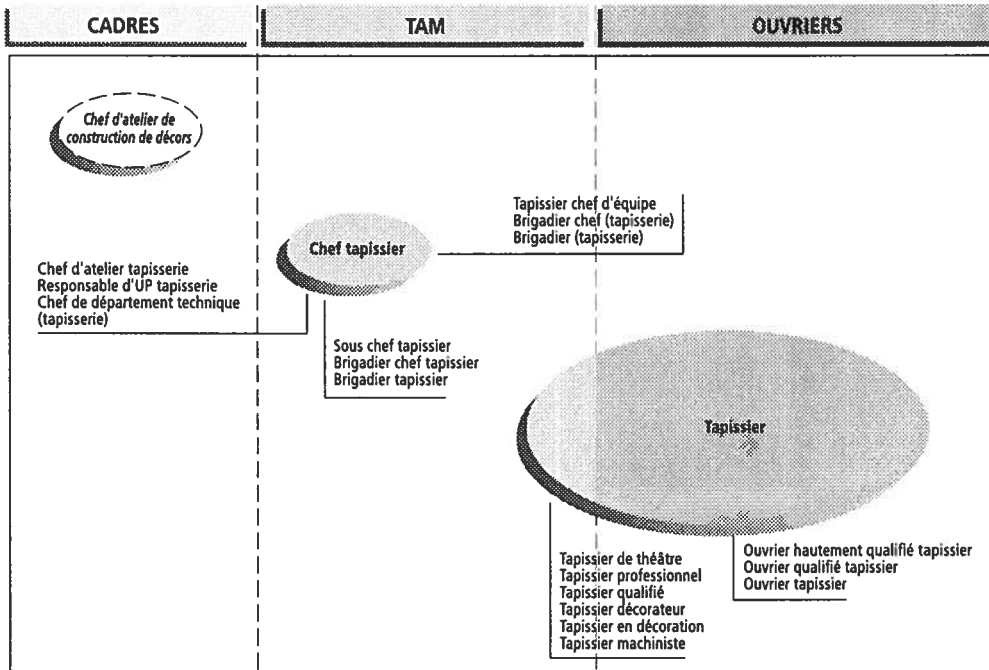 CADRES
TAM
OUVRIERS
Chef d'atelier de
construction de décors
Tapissier chef d'équipe
Brigadier chef (tapisserie)
Brigadier (tapisserie)
Chef tapissier
Chef d'atelier tapisserie
Responsable d'UP tapisserie
Chef de département technique
(tapisserie)
Sous chef tapissier
Brigadier chef tapissier
Brigadier tapissier
Tapissier
Tapissier de théâtre
Tapissier professionnel
Tapissier qualifié
Tapissier décorateur
Tapissier en décoration
Tapissier machiniste
Ouvrier hautement qualifié tapissier
Ouvrier qualifié tapissier
Ouvrier tapissier